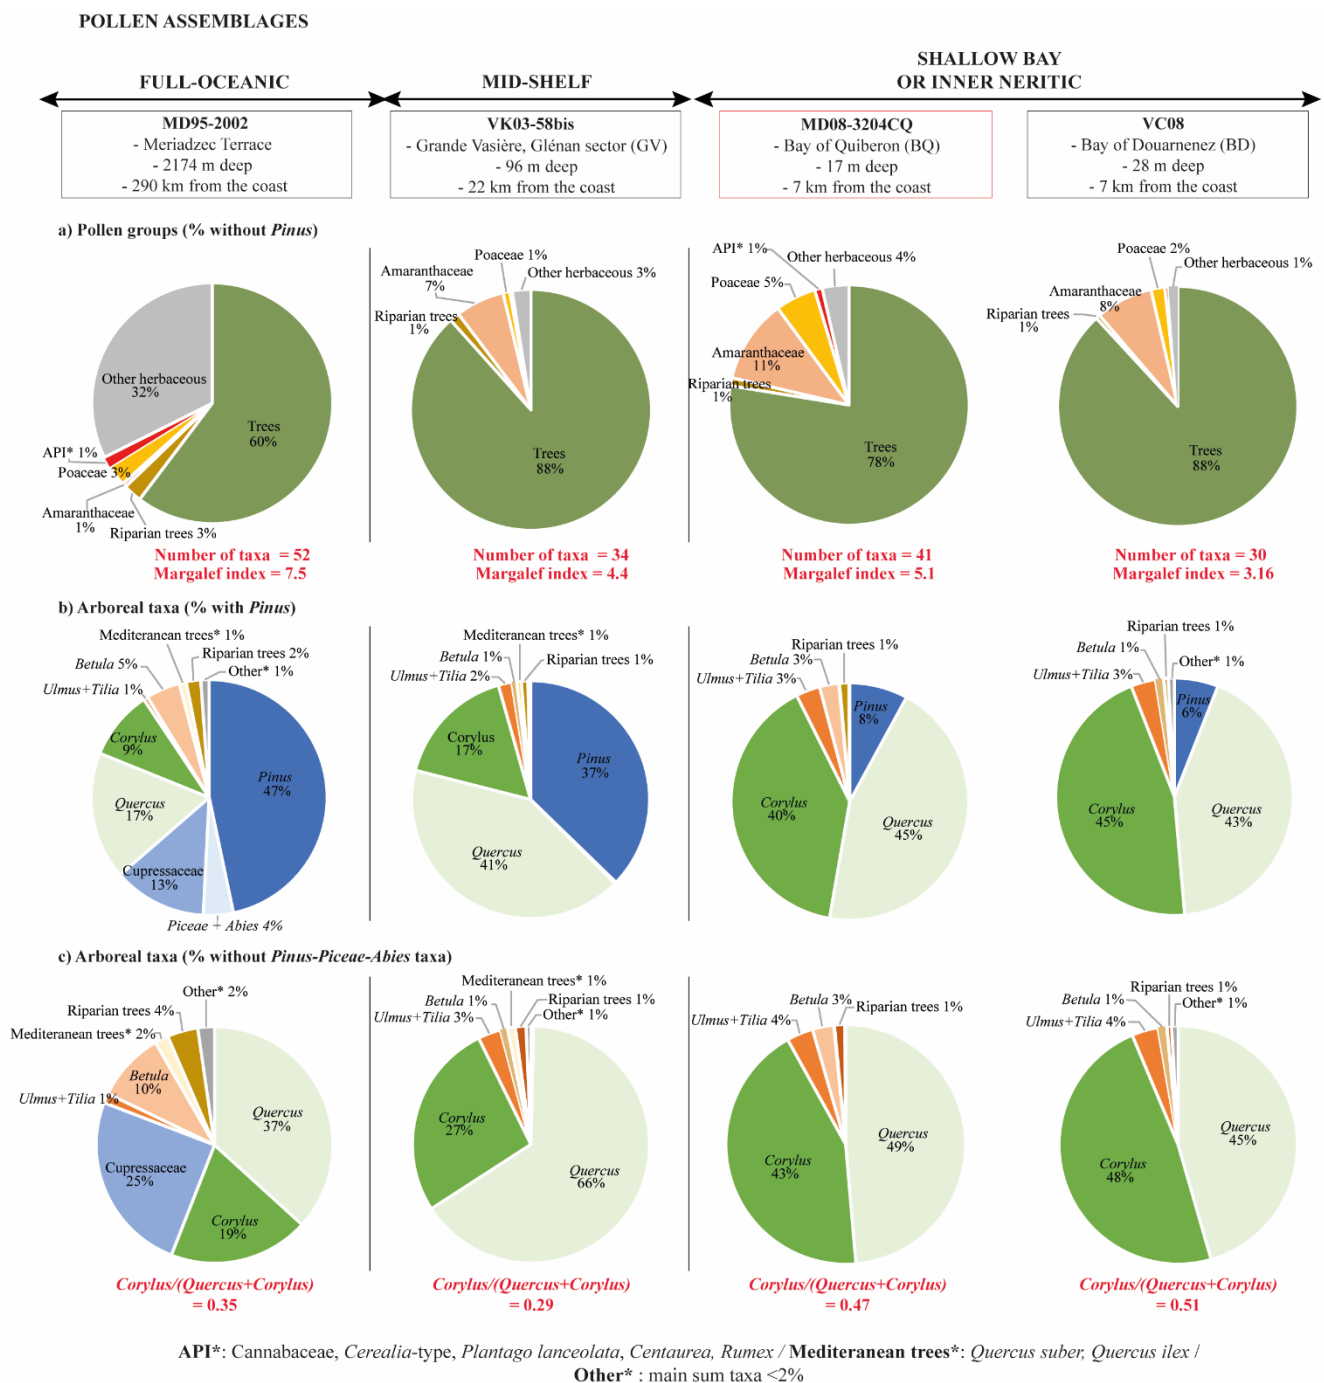 POLLEN ASSEMBLAGES
FULL-OCEANIC
MID-SHELF
SHALLOW BAY
OR INNER NERITIC
MD95-2002
- Meriadzec Terrace
- 2174 m deep
- 290 km from the coast
VK03-58bis
- Grande Vasière, Glénan sector (GV)
- 96 m deep
- 22 km from the coast
MD08-3204CQ
- Bay of Quiberon (BQ)
- 17 m deep
- 7 km from the coast
VC08
- Bay of Douarnenez (BD)
- 28 m deep
- 7 km from the coast
a) Pollen groups (% without Pinus)
Other herbaceous
32%
Trees
60%
API* 1%
Poaceae 3%
Amaranthaceae
1%
Riparian trees 3%
Number of taxa = 52
Margalef index = 7.5
Poaceae 1%
Amaranthaceae
7%
Other herbaceous 3%
Riparian trees
1%
Trees
88%
Number of taxa = 34
Margalef index = 4.4
API* 1%
Other herbaceous 4%
Poaceae 5%
Amaranthaceae
11%
Riparian trees
1%
Trees
78%
Number of taxa = 41
Margalef index = 5.1
Poaceae 2%
Other herbaceous 1%
Amaranthaceae
8%
Riparian trees
1%
Trees
88%
Number of taxa = 30
Margalef index = 3.16
b) Arboreal taxa (% with Pinus)
Mediteranean trees* 1%
Betula 5%
Riparian trees 2%
Other* 1%
Ulmus+Tilia 1%
Corylus
9%
Pinus
47%
Quercus
17%
Cupressaceae
13%
Piceae + Abies 4%
Mediteranean trees* 1%
Betula 1%
Riparian trees 1%
Ulmus+Tilia 2%
Corylus
17%
Pinus
37%
Quercus
41%
Riparian trees 1%
Betula 3%
Ulmus+Tilia 3%
Pinus
8%
Corylus
40%
Quercus
45%
Riparian trees 1%
Betula 1%
Other* 1%
Ulmus+Tilia 3%
Pinus
6%
Corylus
45%
Quercus
43%
c) Arboreal taxa (% without Pinus-Piceae-Abies taxa)
Other* 2%
Riparian trees 4%
Mediteranean trees* 2%
Betula
10%
Ulmus+Tilia 1%
Quercus
37%
Cupressaceae
25%
Corylus
19%
Corylus/(Quercus+Corylus)
= 0.35
Mediteranean trees* 1%
Betula 1%
Riparian trees 1%
Ulmus+Tilia 3%
Other* 1%
Corylus
27%
Quercus
66%
Corylus/(Quercus+Corylus)
= 0.29
Betula 3%
Riparian trees 1%
Ulmus+Tilia 4%
Quercus
49%
Corylus
43%
Corylus/(Quercus+Corylus)
= 0.47
Riparian trees 1%
Betula 1%
Other* 1%
Ulmus+Tilia 4%
Quercus
45%
Corylus
48%
Corylus/(Quercus+Corylus)
= 0.51
API*: Cannabaceae, Cerealia-type, Plantago lanceolata, Centaurea, Rumex / Mediteranean trees*: Quercus suber, Quercus ilex /
Other* : main sum taxa <2%